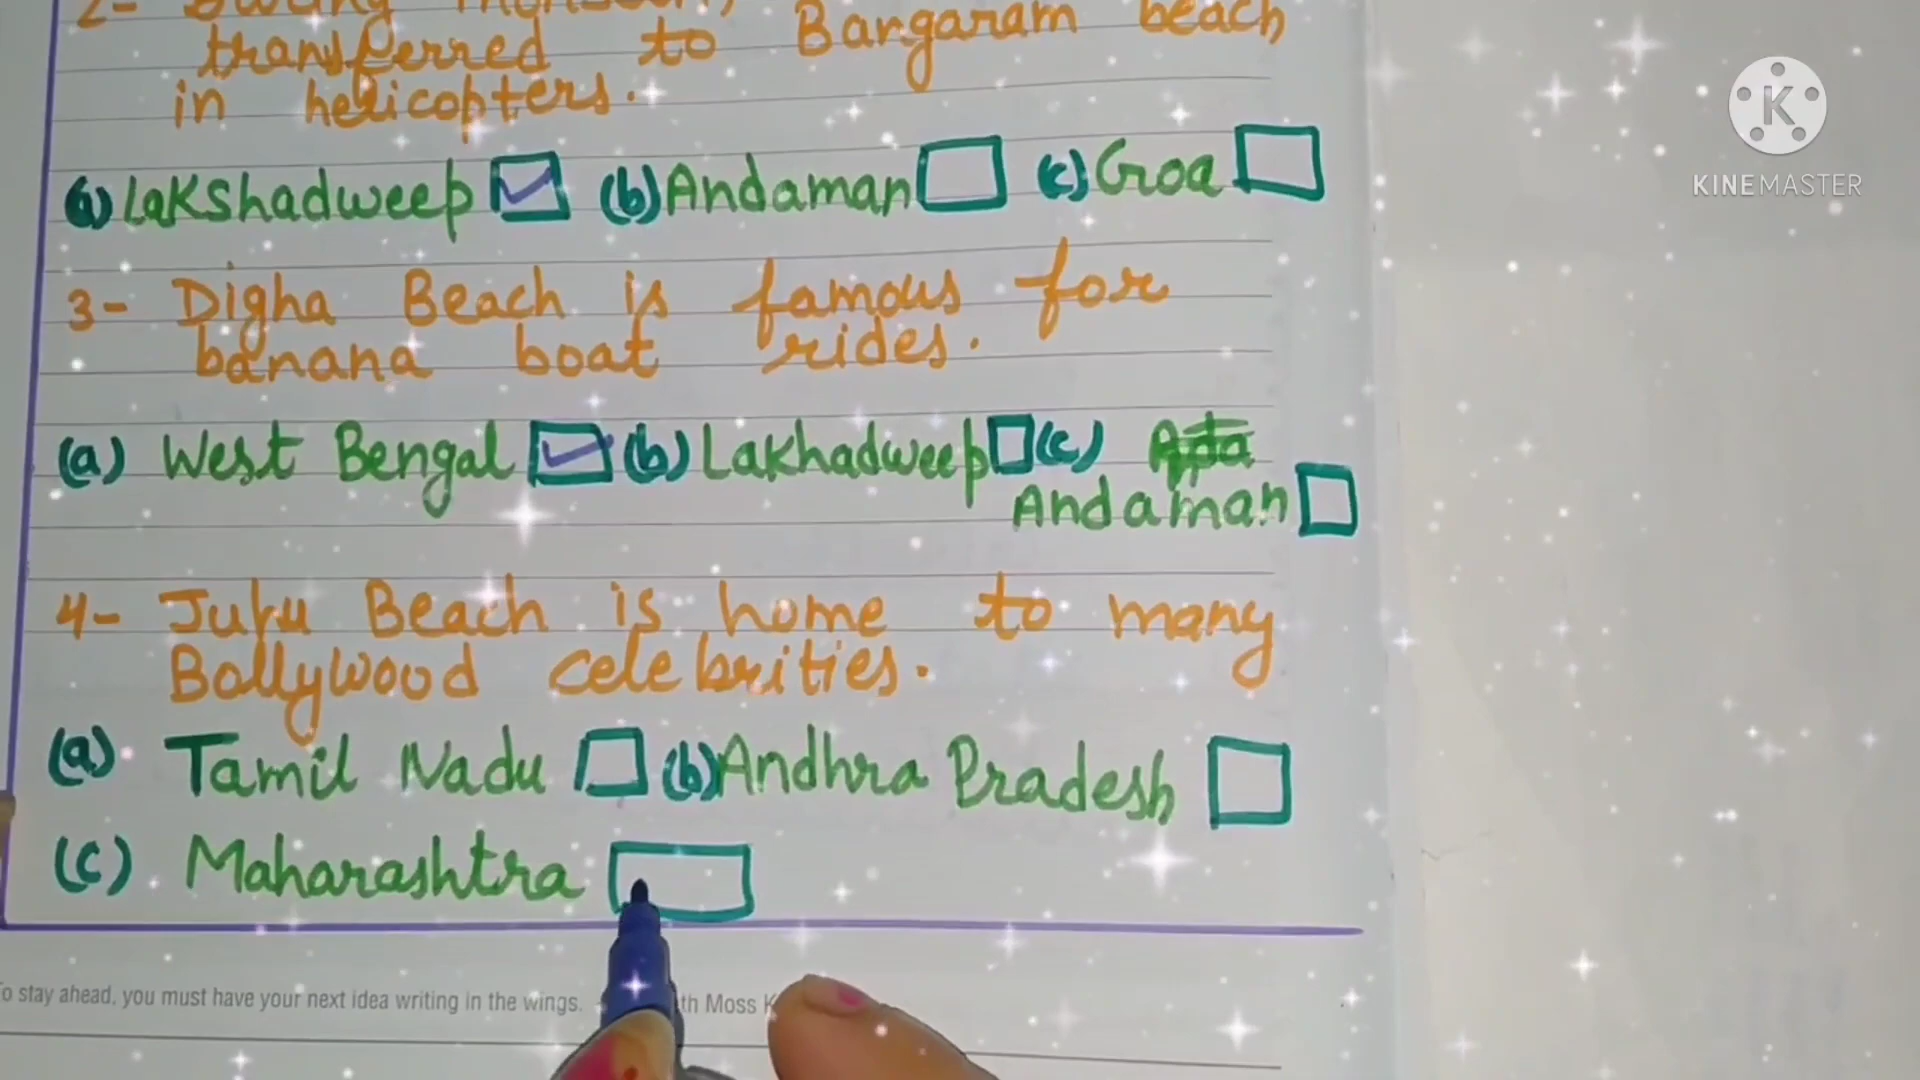 transferred to Bangaram beach
in helicopters.
(a) Lakshadweep (b) Andaman (c) Goa
3- Digha Beach is famous for
banana boat rides.
(a) West Bengal (b) Lakhadweep (c)
Andaman
4- Juhu Beach is home to many
Bollywood celebrities.
(a) Tamil Nadu (b) Andhra Pradesh
(c) Maharashtra
To stay ahead, you must have your next idea writing in the wings. Moss
K
KINEMASTER